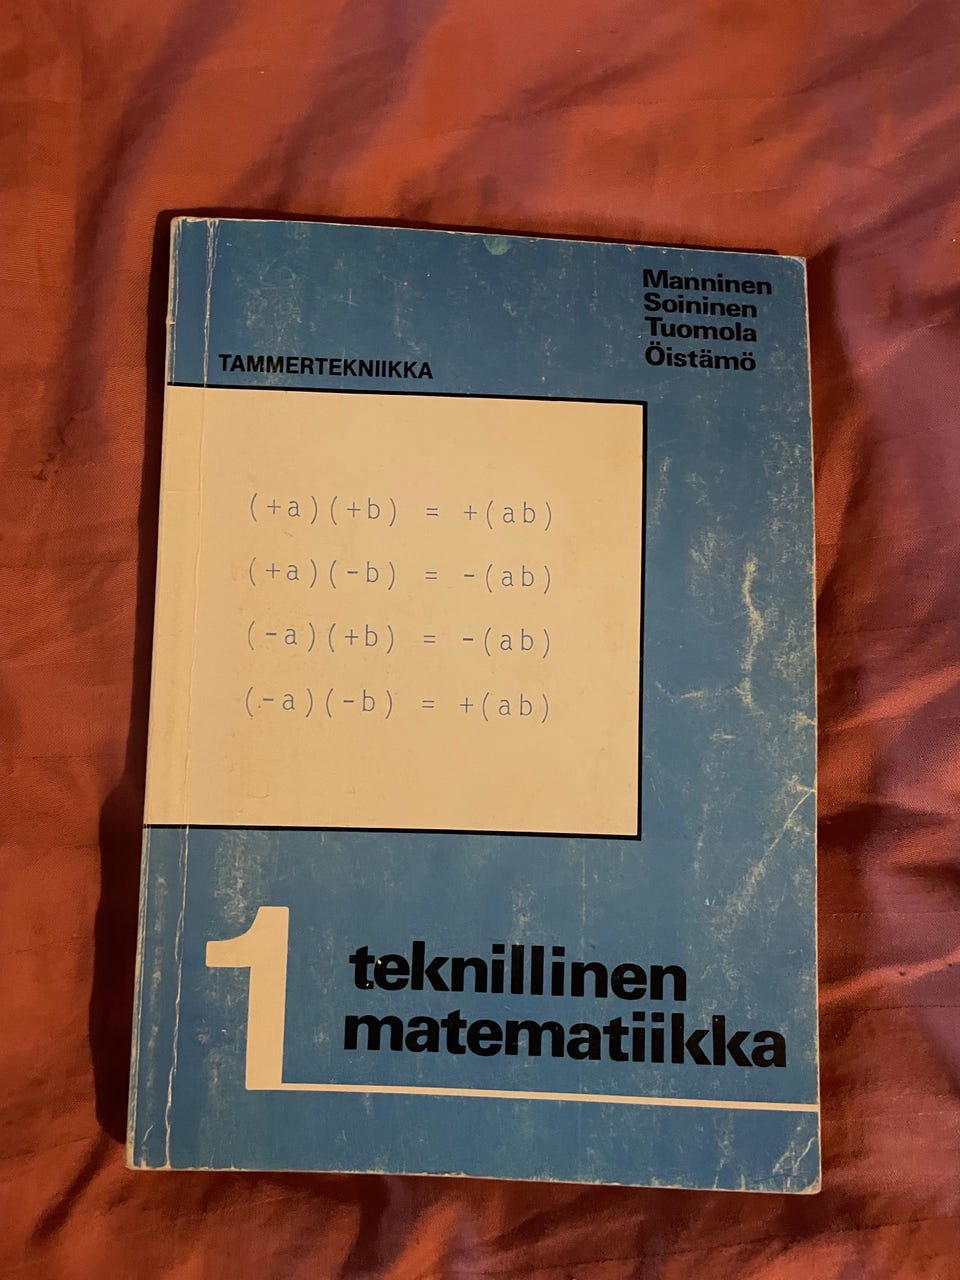 Manninen
Soininen
Tuomola
Öistämö
TAMMERTEKNIIKKA
(+a)(+b) = +(ab)
(+a)(-b) = -(ab)
(-a)(+b) = -(ab)
(-a)(-b) = +(ab)
1
teknillinen
matematiikka